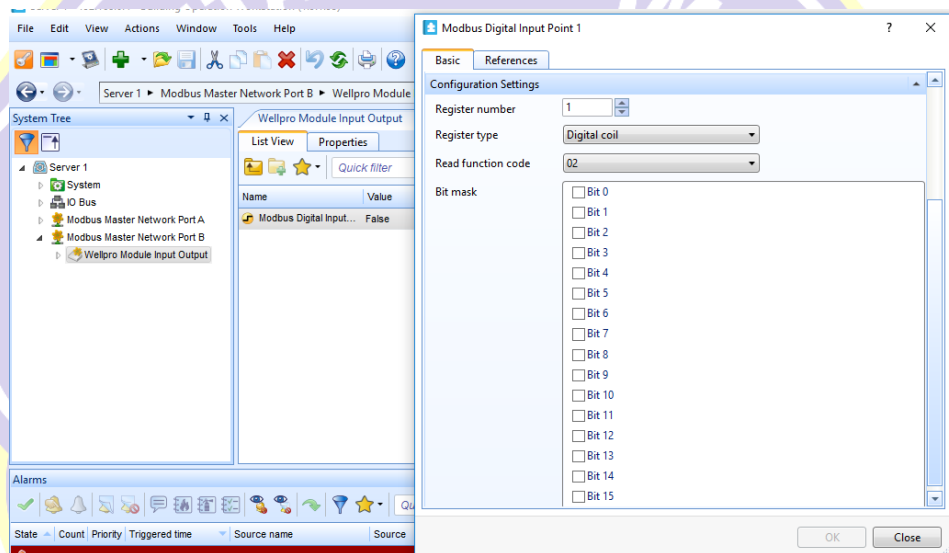 Modbus Digital Input Point 1
?
File Edit View Actions Window Tools Help
Basic References
Configuration Settings
Server 1 Modbus Master Network Port B Wellpro Module
Register number 1
System Tree
Wellpro Module Input Output
Register type Digital coil
List View Properties
Read function code 02
Quick filter
Server 1
System
IO Bus
Modbus Master Network Port A
Modbus Master Network Port B
Wellpro Module Input Output
Name Value
Modbus Digital Input... False
Bit mask
Bit 0
Bit 1
Bit 2
Bit 3
Bit 4
Bit 5
Bit 6
Bit 7
Bit 8
Bit 9
Bit 10
Bit 11
Bit 12
Bit 13
Bit 14
Bit 15
Alarms
State Count Priority Triggered time Source name Source
OK Close